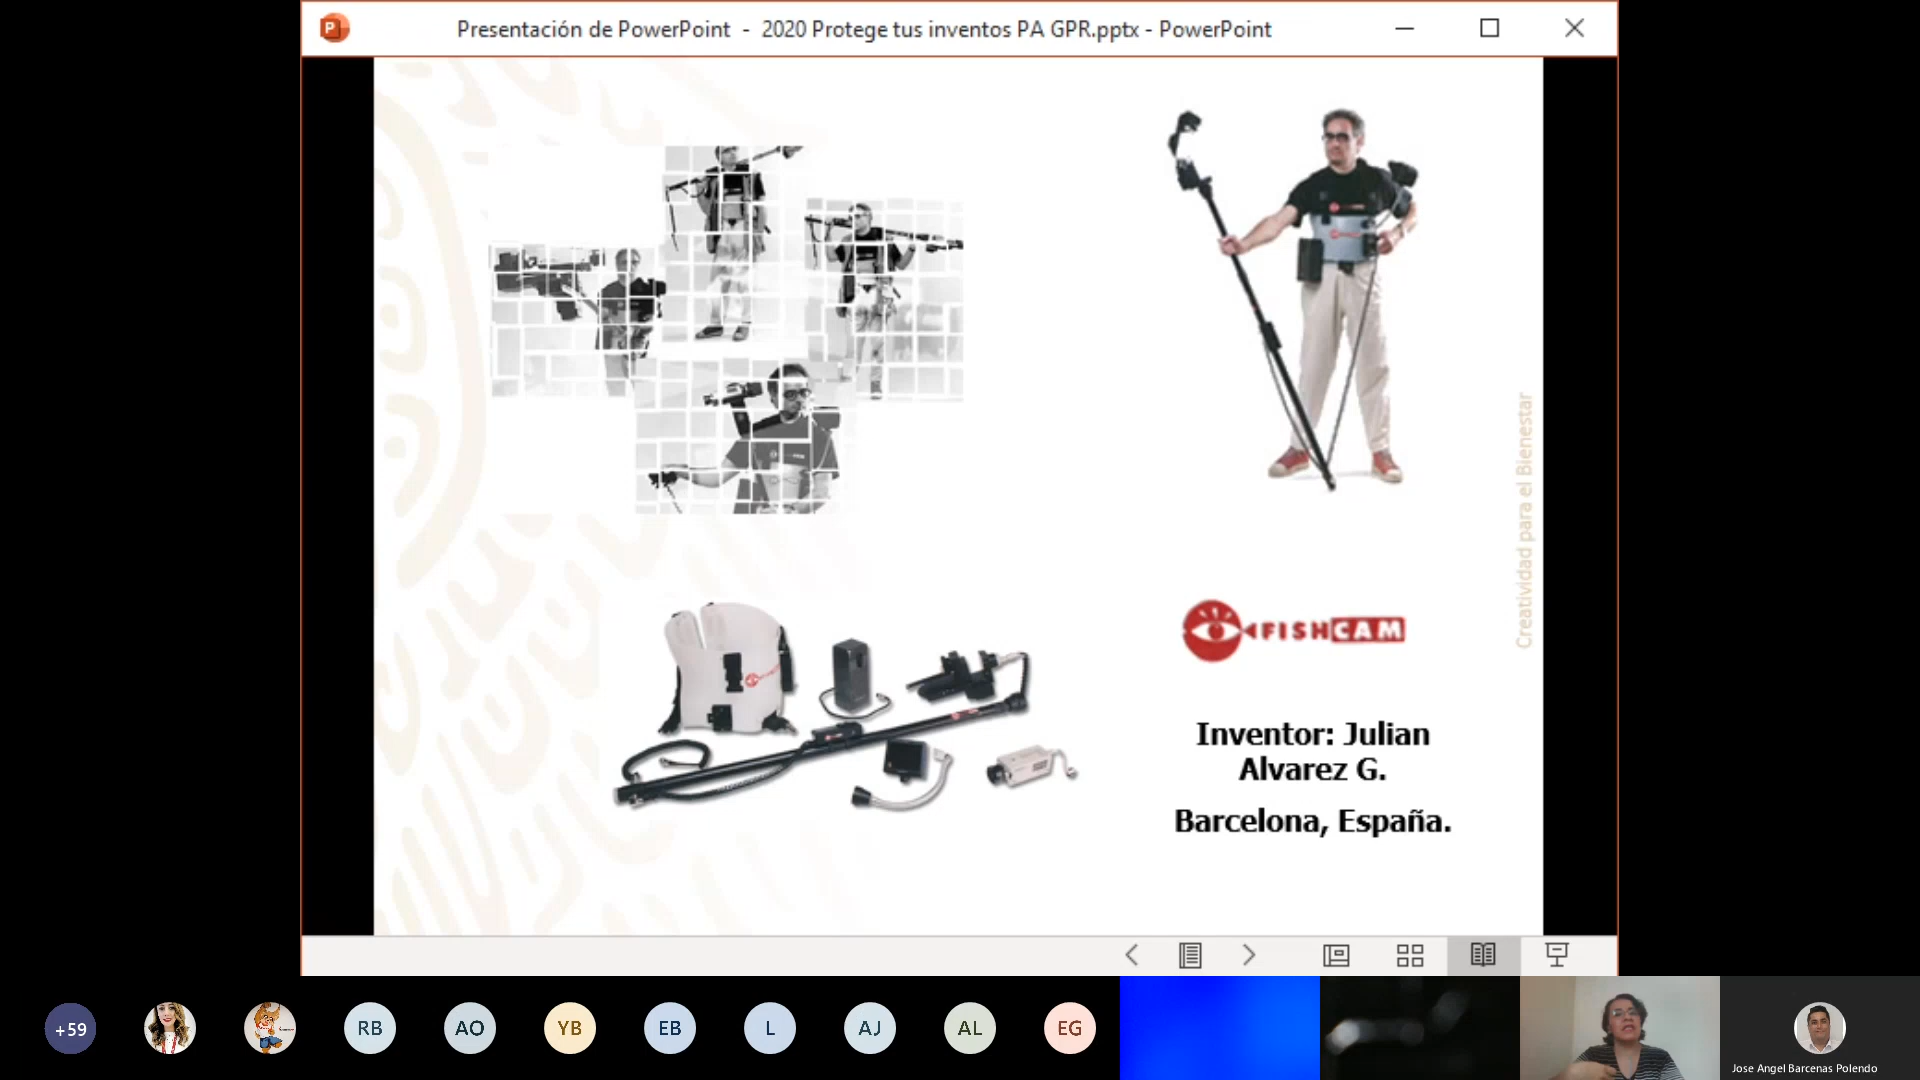 Presentación de PowerPoint - 2020 Protege tus inventos PA GPR.pptx - PowerPoint
Creatividad para el Bienestar
FISHCAM
Inventor: Julian
Alvarez G.
Barcelona, España.
+59
RB
AO
YB
EB
L
AJ
AL
EG
Jose Angel Barcenas Polendo